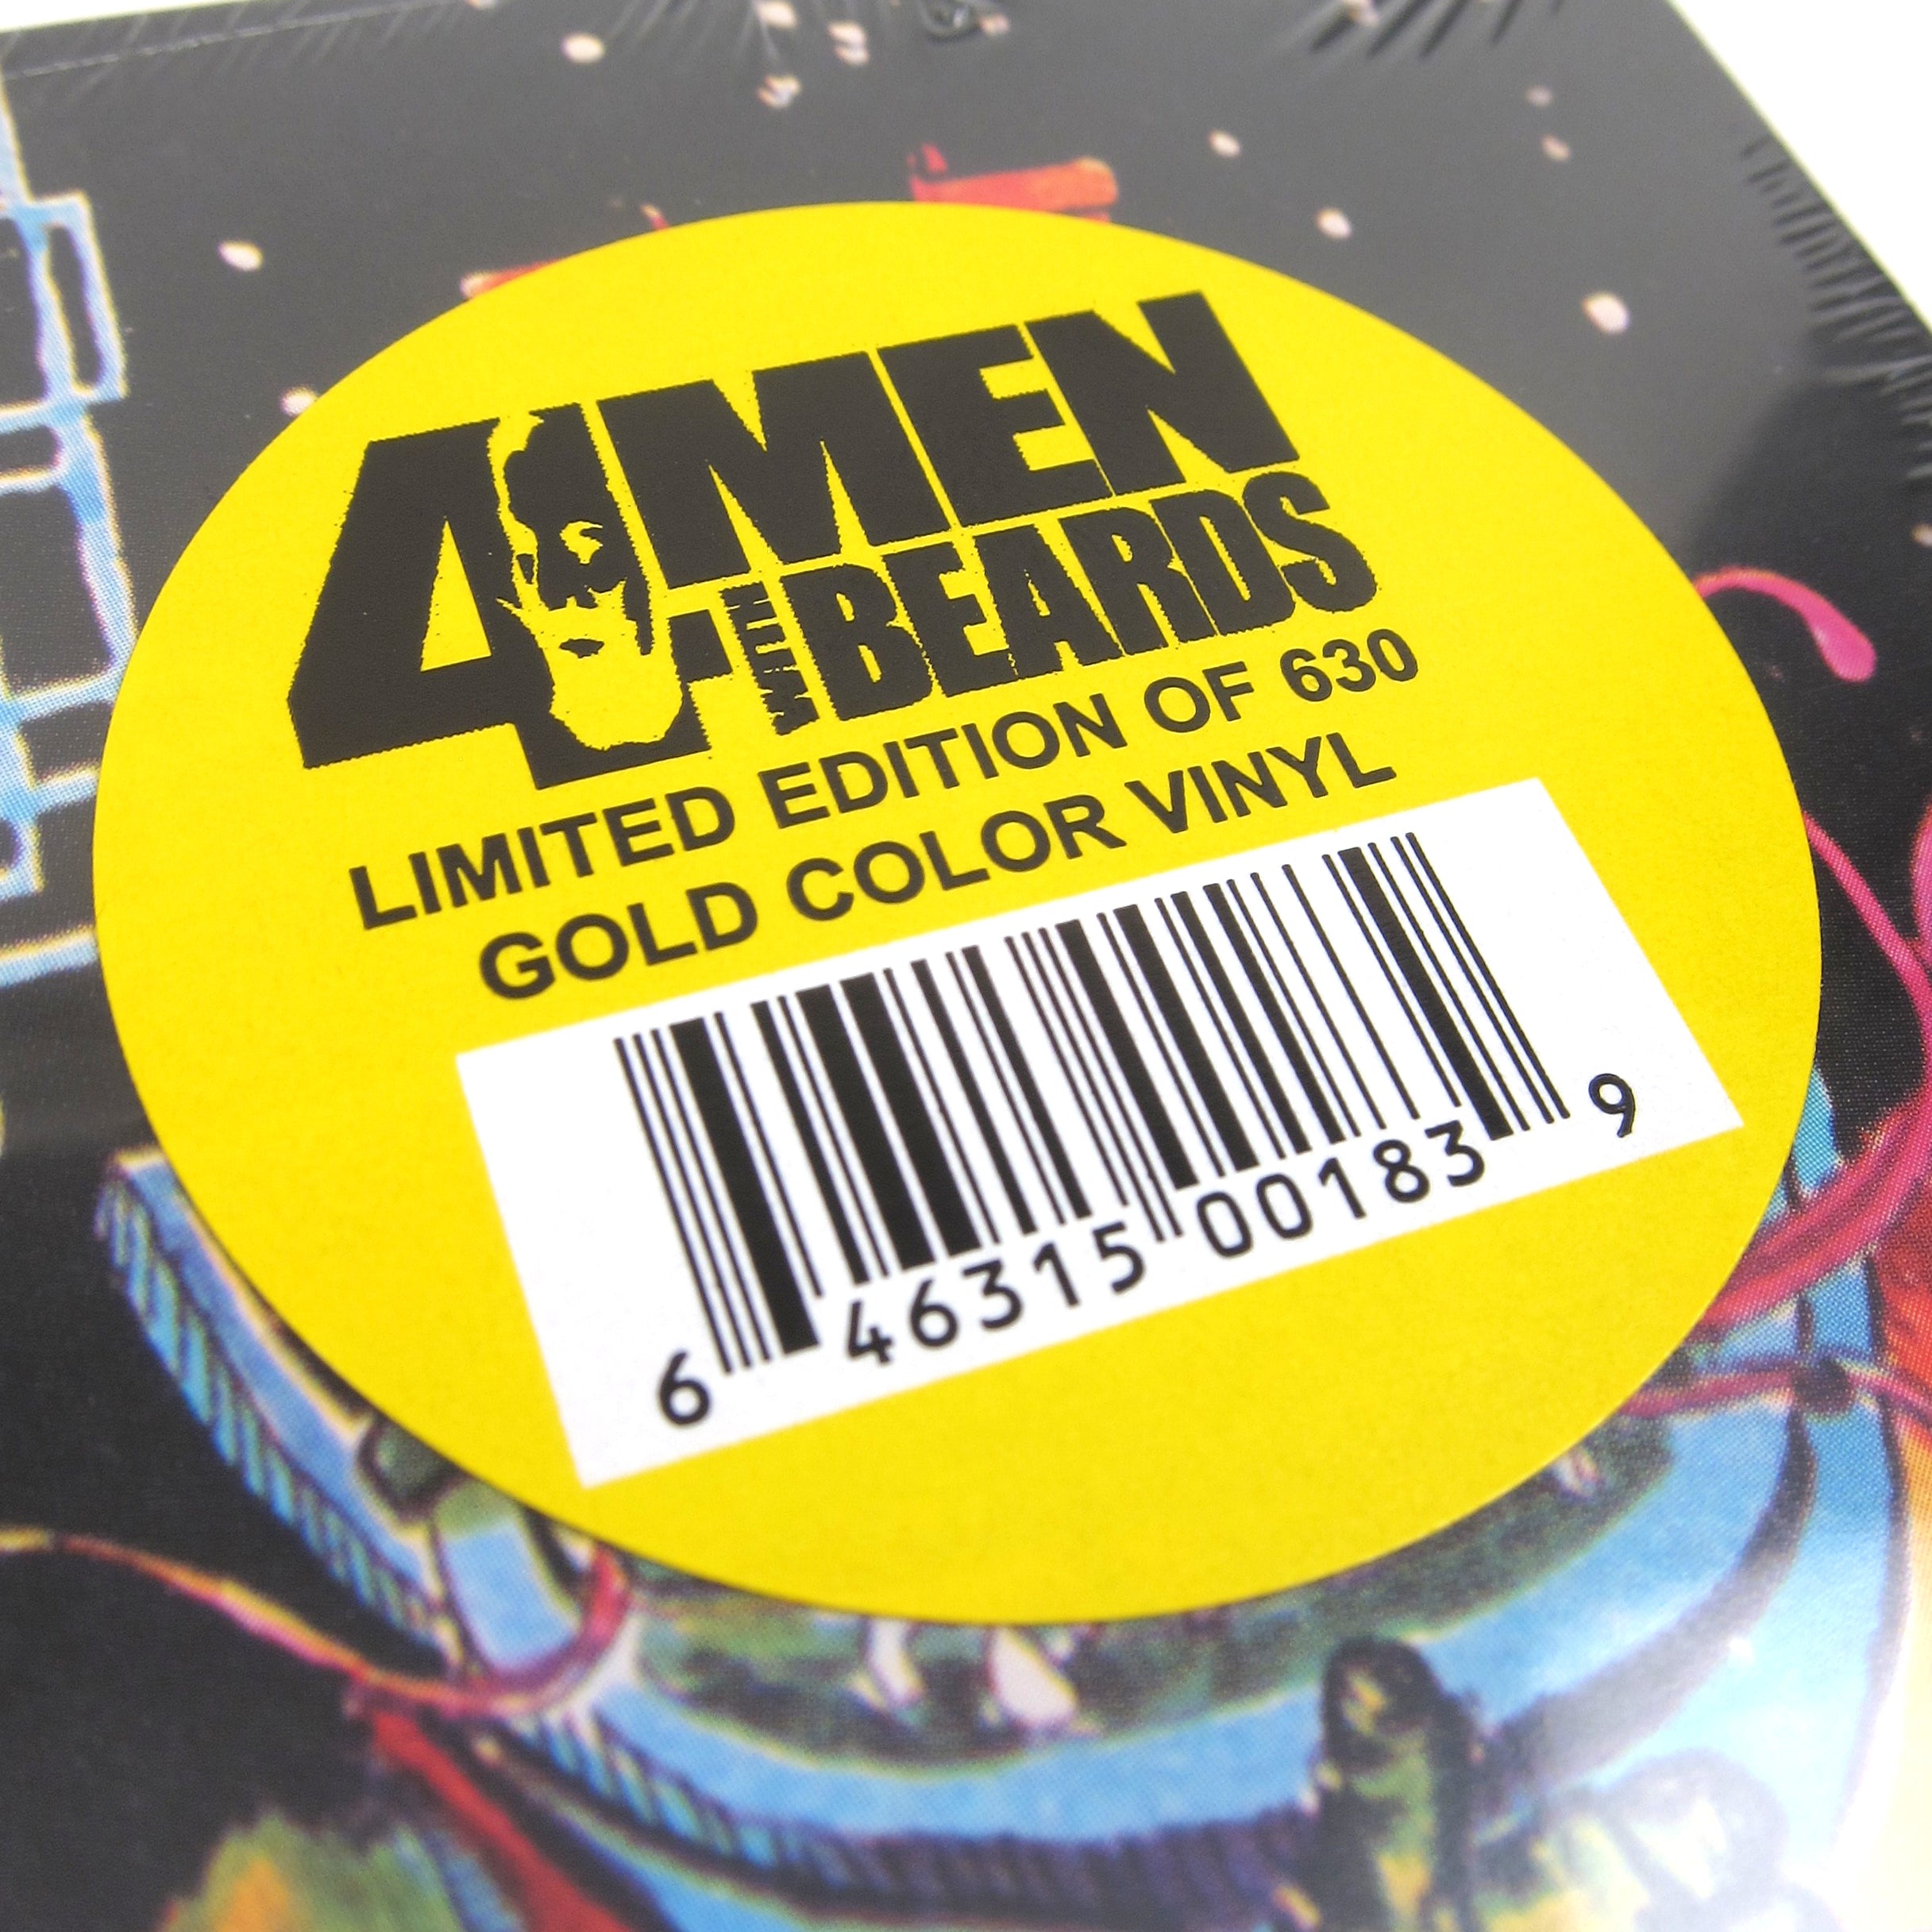 4 MEN
WITH BEARDS
LIMITED EDITION OF 630
GOLD COLOR VINYL
6 46315 00183 9